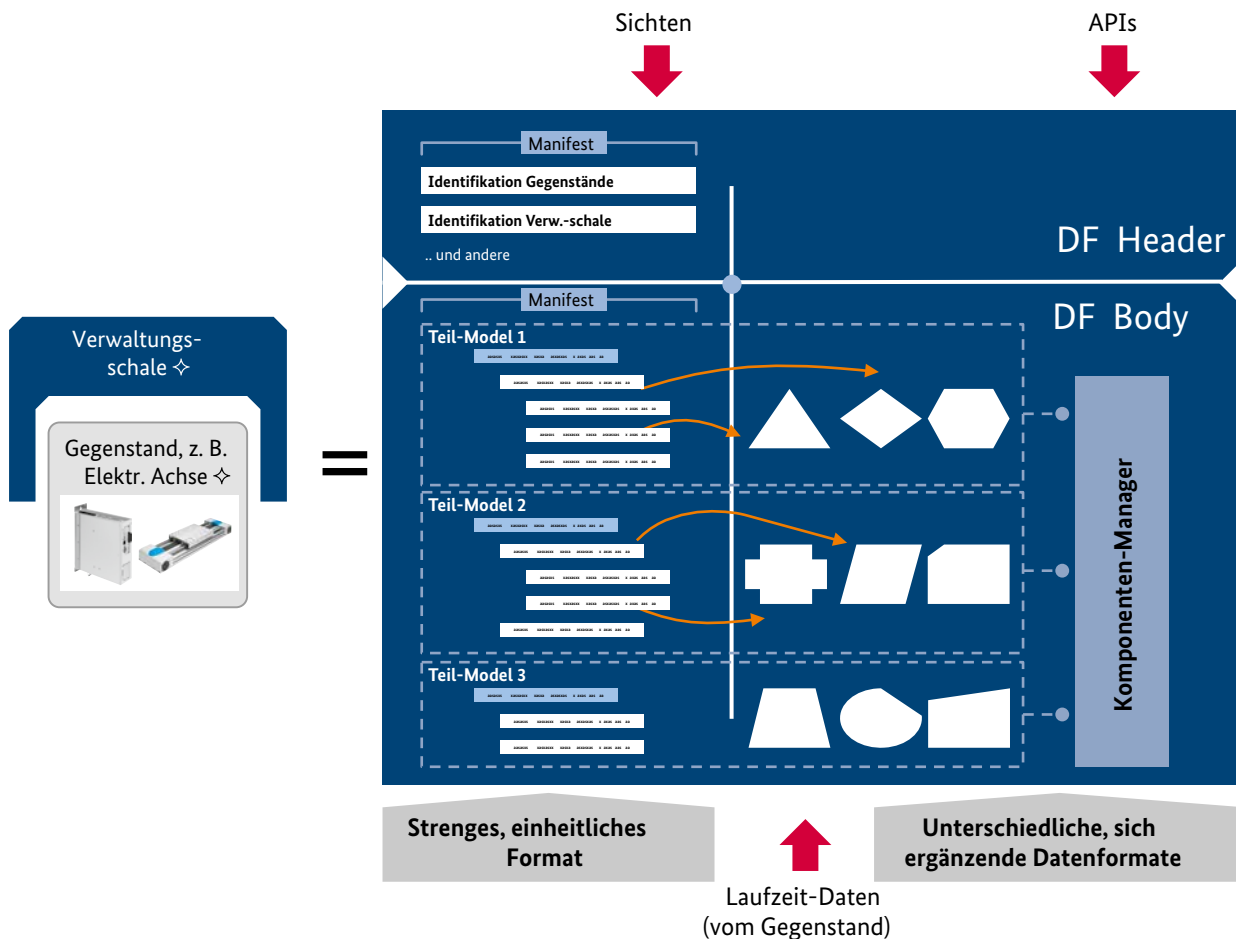 Sichten
APIs
Manifest
Identifikation Gegenstände
Identifikation Verw.-schale
.. und andere
DF Header
Manifest
DF Body
Verwaltungs-
schale
Gegenstand, z. B.
Elektr. Achse
=
Teil-Model 1
Teil-Model 2
Teil-Model 3
Komponenten-Manager
Strenges, einheitliches
Format
Unterschiedliche, sich
ergänzende Datenformate
Laufzeit-Daten
(vom Gegenstand)